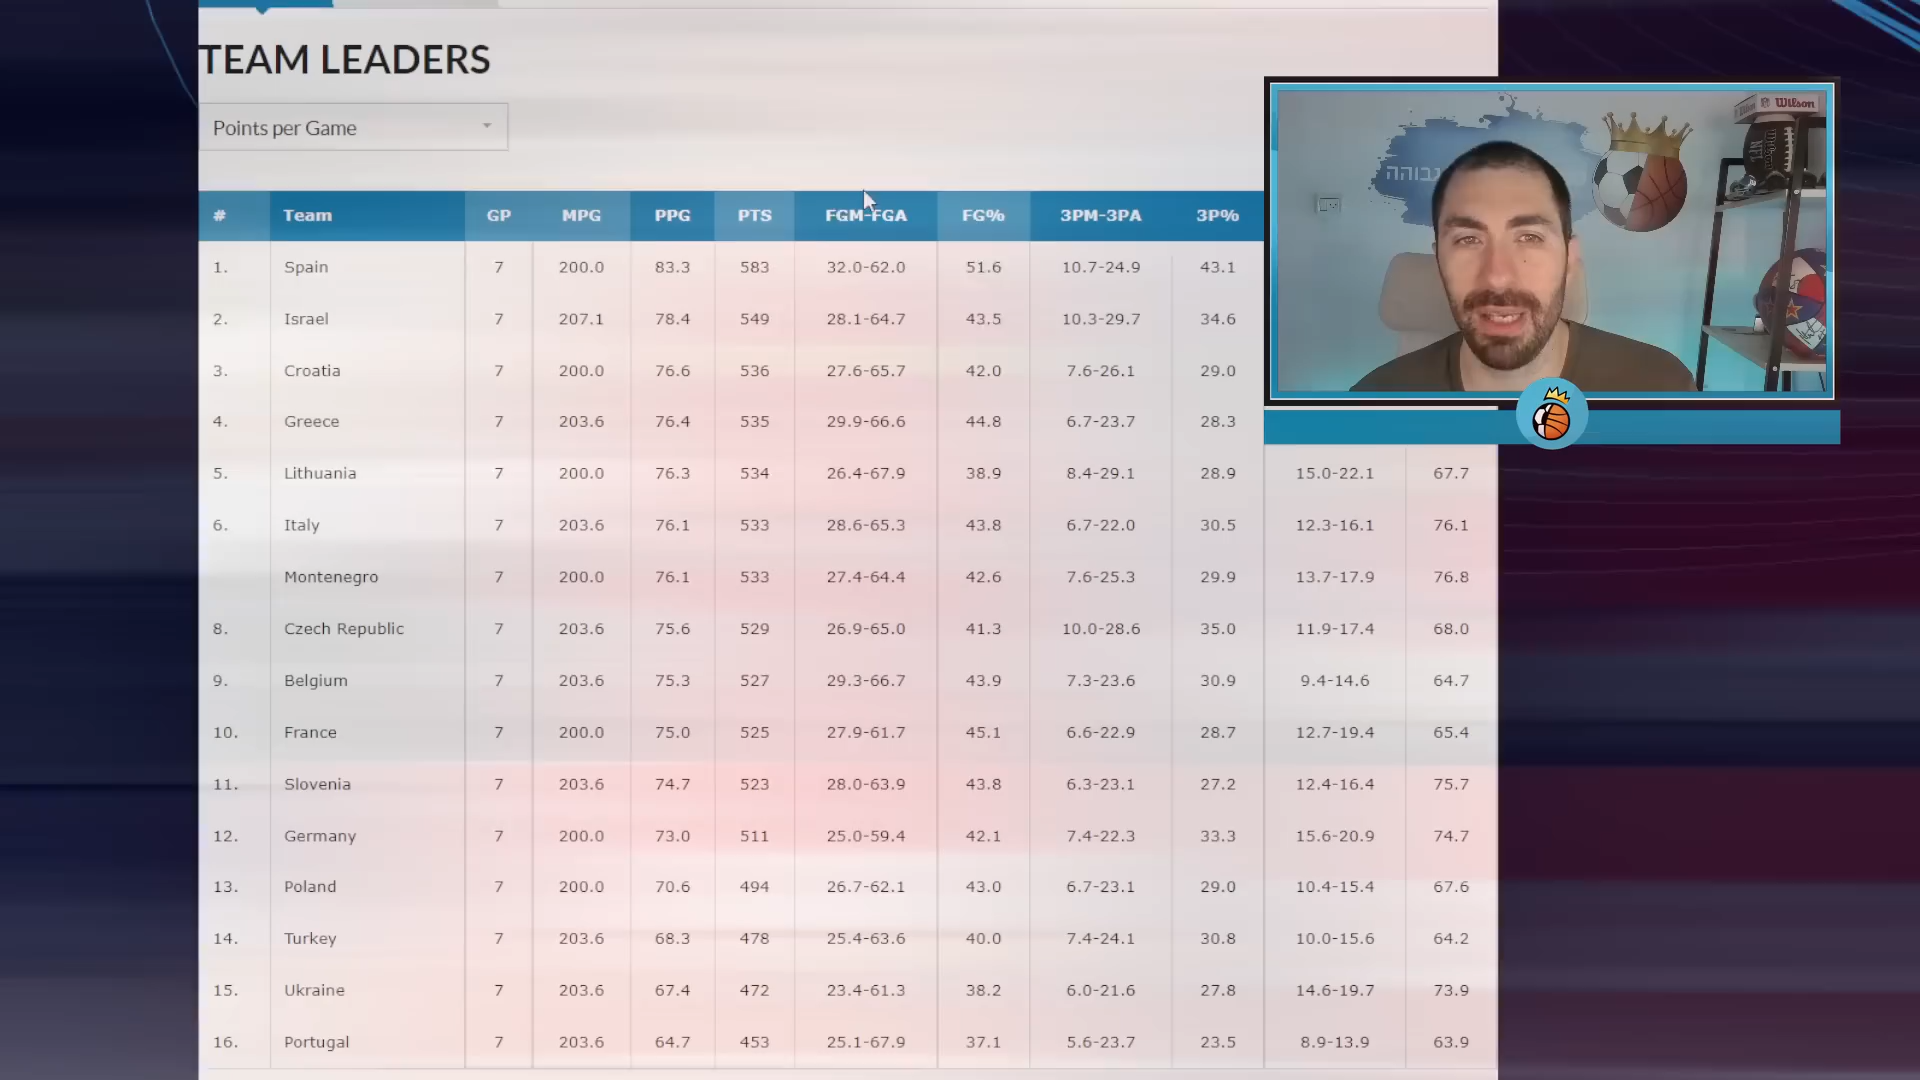 TEAM LEADERS
Points per Game
# Team GP MPG PPG PTS FGM-FGA FG% 3PM-3PA 3P%
1. Spain 7 200.0 83.3 583 32.0-62.0 51.6 10.7-24.9 43.1
2. Israel 7 207.1 78.4 549 28.1-64.7 43.5 10.3-29.7 34.6
3. Croatia 7 200.0 76.6 536 27.6-65.7 42.0 7.6-26.1 29.0
4. Greece 7 203.6 76.4 535 29.9-66.6 44.8 6.7-23.7 28.3
5. Lithuania 7 200.0 76.3 534 26.4-67.9 38.9 8.4-29.1 28.9 15.0-22.1 67.7
6. Italy 7 203.6 76.1 533 28.6-65.3 43.8 6.7-22.0 30.5 12.3-16.1 76.1
Montenegro 7 200.0 76.1 533 27.4-64.4 42.6 7.6-25.3 29.9 13.7-17.9 76.8
8. Czech Republic 7 203.6 75.6 529 26.9-65.0 41.3 10.0-28.6 35.0 11.9-17.4 68.0
9. Belgium 7 203.6 75.3 527 29.3-66.7 43.9 7.3-23.6 30.9 9.4-14.6 64.7
10. France 7 200.0 75.0 525 27.9-61.7 45.1 6.6-22.9 28.7 12.7-19.4 65.4
11. Slovenia 7 203.6 74.7 523 28.0-63.9 43.8 6.3-23.1 27.2 12.4-16.4 75.7
12. Germany 7 200.0 73.0 511 25.0-59.4 42.1 7.4-22.3 33.3 15.6-20.9 74.7
13. Poland 7 200.0 70.6 494 26.7-62.1 43.0 6.7-23.1 29.0 10.4-15.4 67.6
14. Turkey 7 203.6 68.3 478 25.4-63.6 40.0 7.4-24.1 30.8 10.0-15.6 64.2
15. Ukraine 7 203.6 67.4 472 23.4-61.3 38.2 6.0-21.6 27.8 14.6-19.7 73.9
16. Portugal 7 203.6 64.7 453 25.1-67.9 37.1 5.6-23.7 23.5 8.9-13.9 63.9
Wilson
NFL